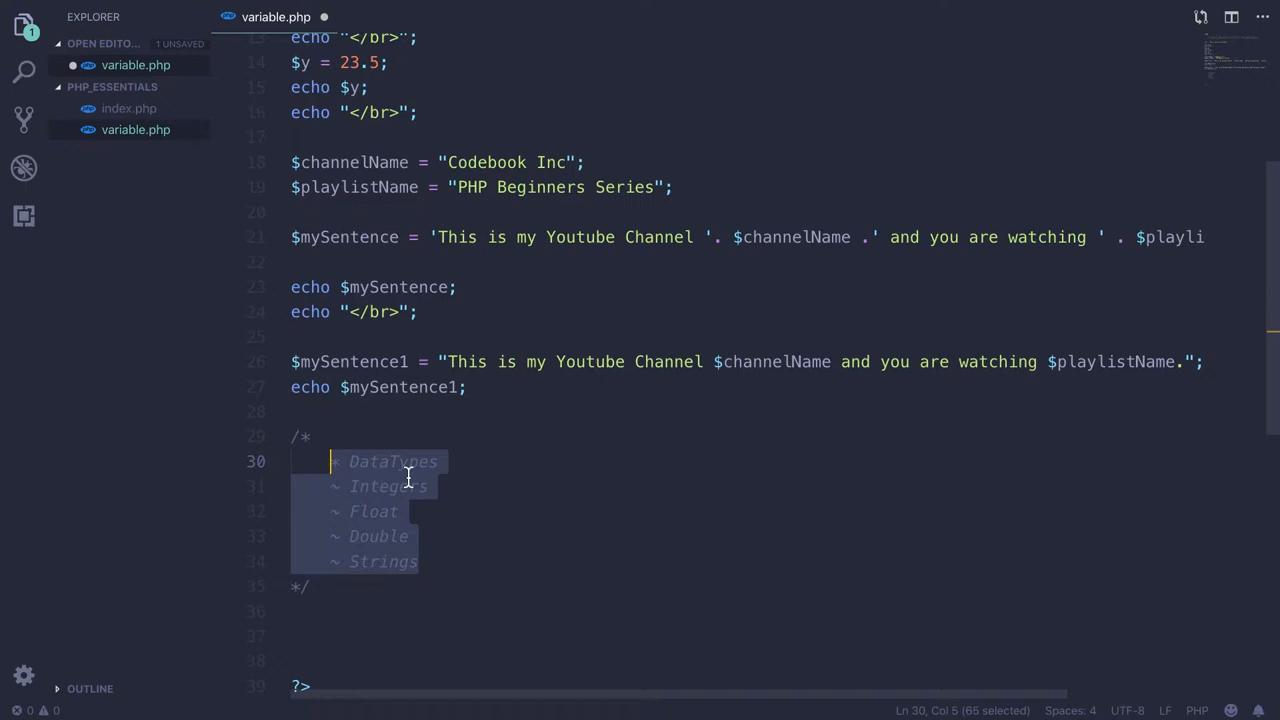 EXPLORER
variable.php
1
OPEN EDITO...
1 UNSAVED
variable.php
PHP_ESSENTIALS
index.php
variable.php
13 echo "</br>";
14 $y = 23.5;
15 echo $y;
16 echo "</br>";
17
18 $channelName = "Codebook Inc";
19 $playlistName = "PHP Beginners Series";
20
21 $mySentence = 'This is my Youtube Channel '. $channelName .' and you are watching ' . $playli
22
23 echo $mySentence;
24 echo "</br>";
25
26 $mySentence1 = "This is my Youtube Channel $channelName and you are watching $playlistName.";
27 echo $mySentence1;
28
29 /*
30 * DataTypes
31 ~ Integers
32 ~ Float
33 ~ Double
34 ~ Strings
35 */
36
37
38
39 ?>
OUTLINE
0 0
Ln 30, Col 5 (65 selected)
Spaces: 4
UTF-8
LF
PHP